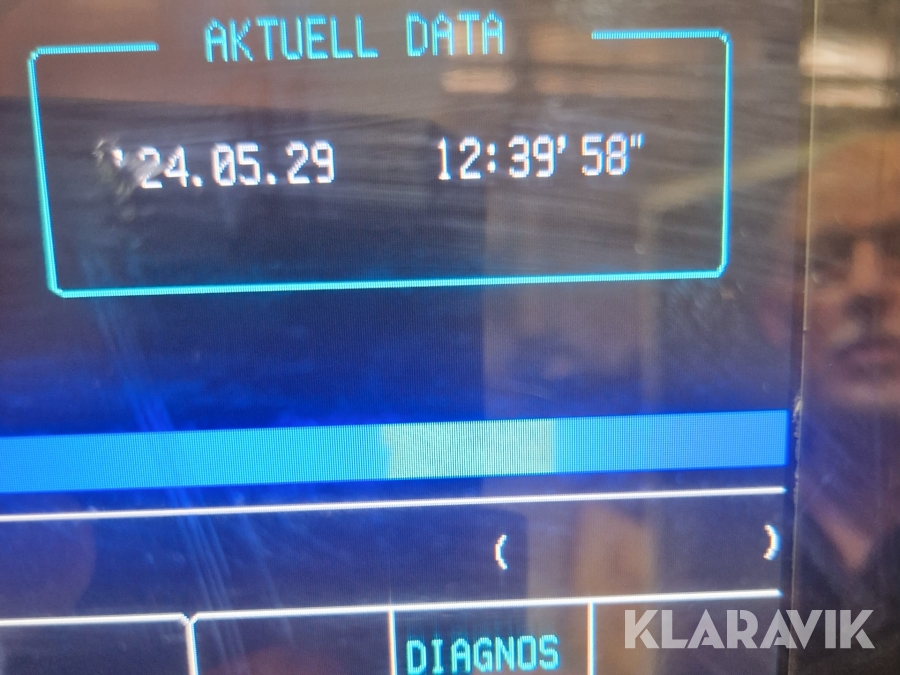 AKTUELL DATA
'24.05.29 12:39'58"
( )
DIAGNOS
KLARAVIK